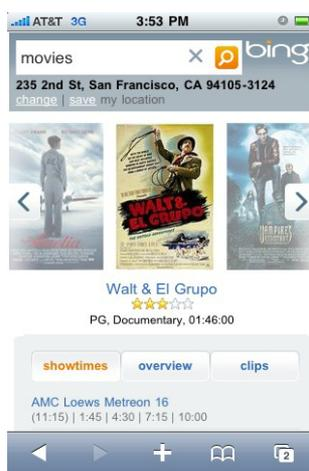 AT&T 3G 3:53 PM
movies
bing
235 2nd St, San Francisco, CA 94105-3124
change | save my location
Amelia
WALT & EL GRUPO
Walt & El Grupo
PG, Documentary, 01:46:00
showtimes overview clips
AMC Loews Metreon 16
(11:15) | 1:45 | 4:30 | 7:15 | 10:00
2